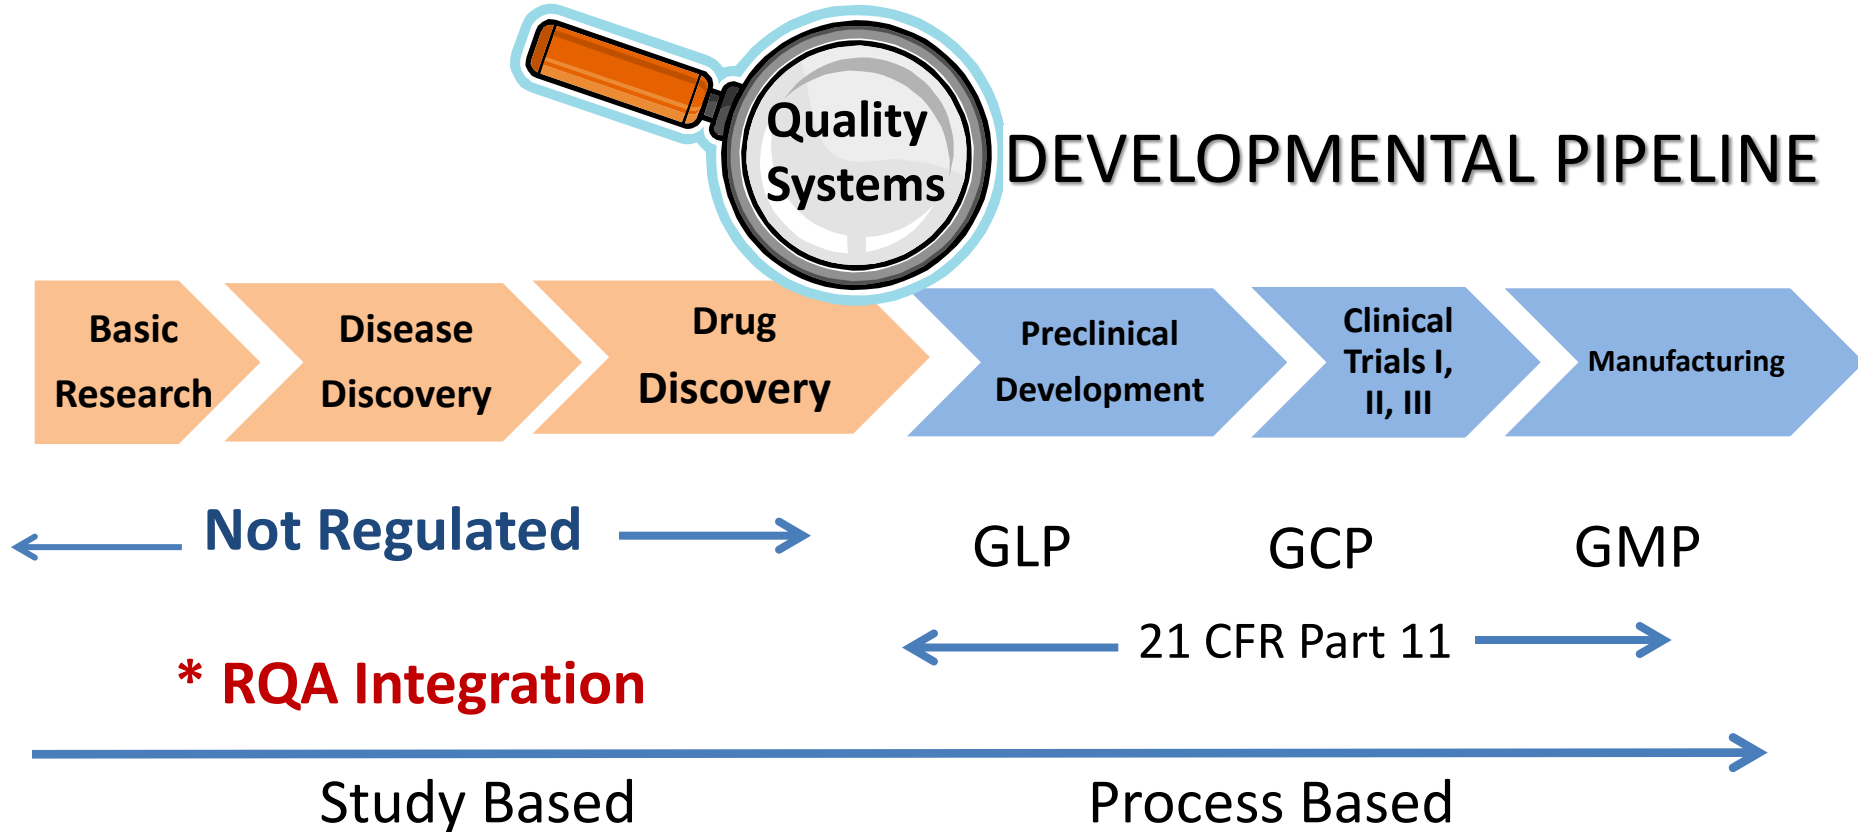 Quality
Systems
DEVELOPMENTAL PIPELINE
Basic
Research
Disease
Discovery
Drug
Discovery
Preclinical
Development
Clinical
Trials I,
II, III
Manufacturing
Not Regulated
GLP
GCP
GMP
21 CFR Part 11
* RQA Integration
Study Based
Process Based